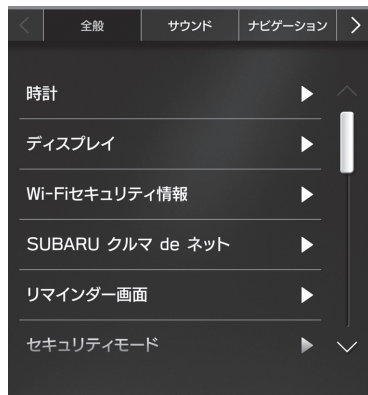 全般 サウンド ナビゲーション
時計
ディスプレイ
Wi-Fiセキュリティ情報
SUBARU クルマ de ネット
リマインダー画面
セキュリティモード